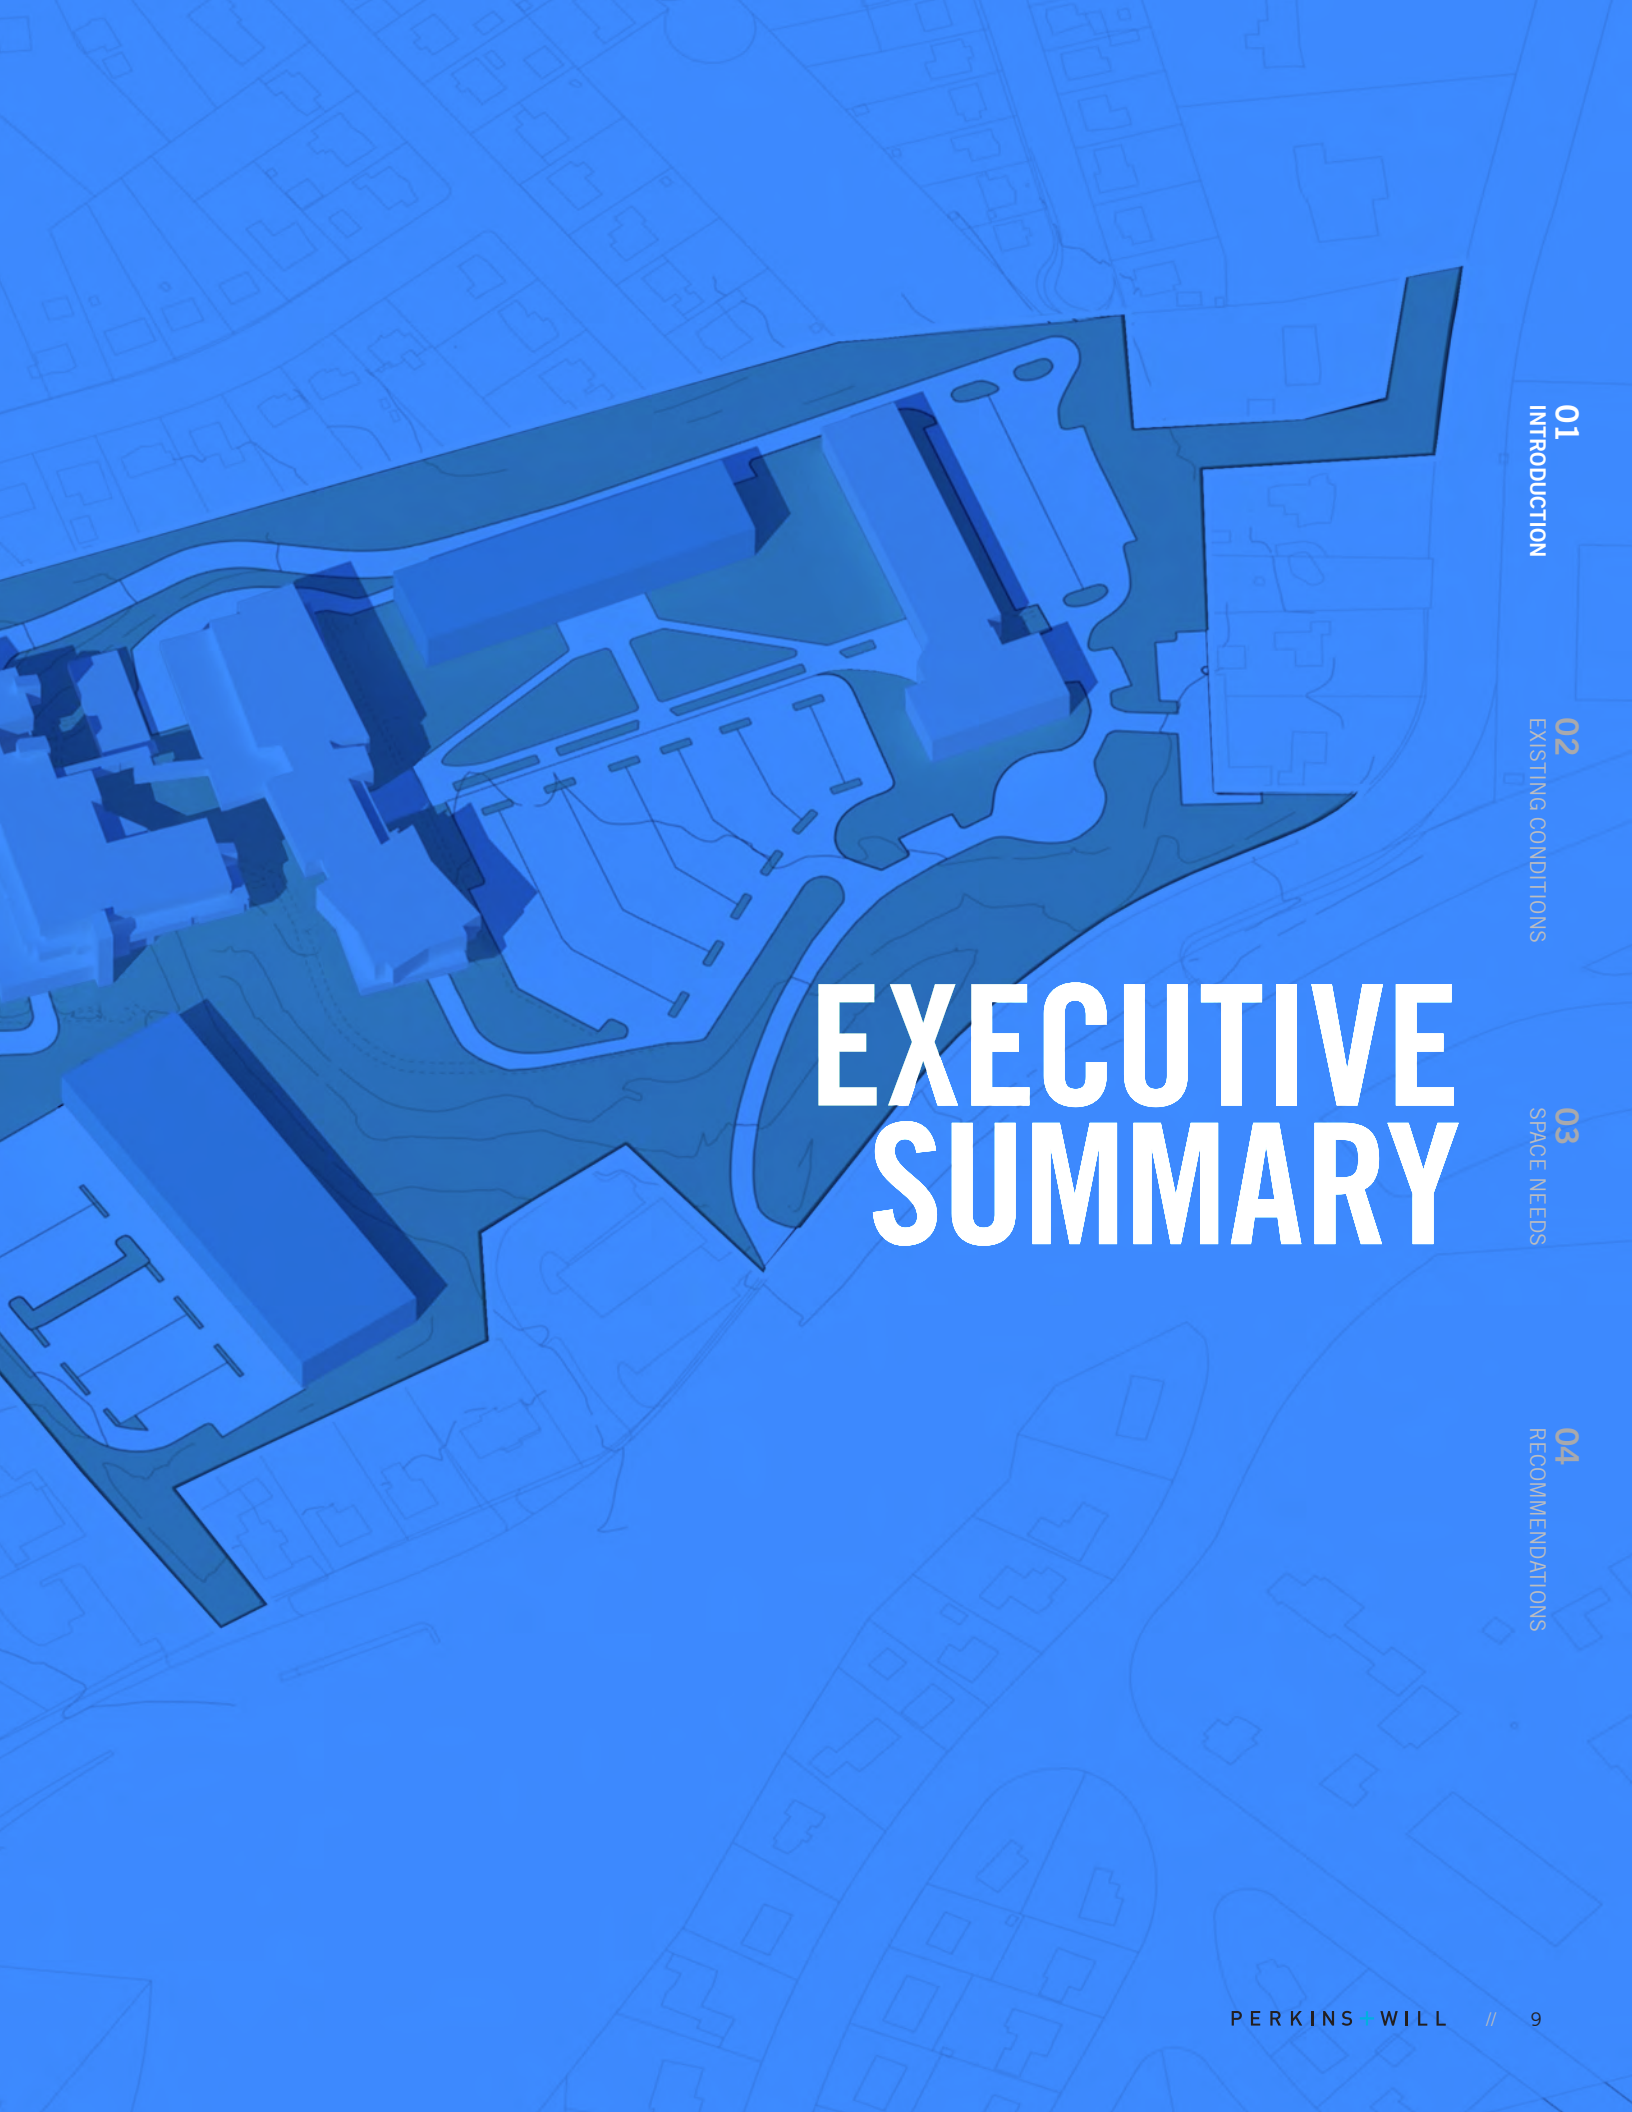 EXECUTIVE
SUMMARY
01
INTRODUCTION
02
EXISTING CONDITIONS
03
SPACE NEEDS
04
RECOMMENDATIONS
PERKINS+WILL // 9